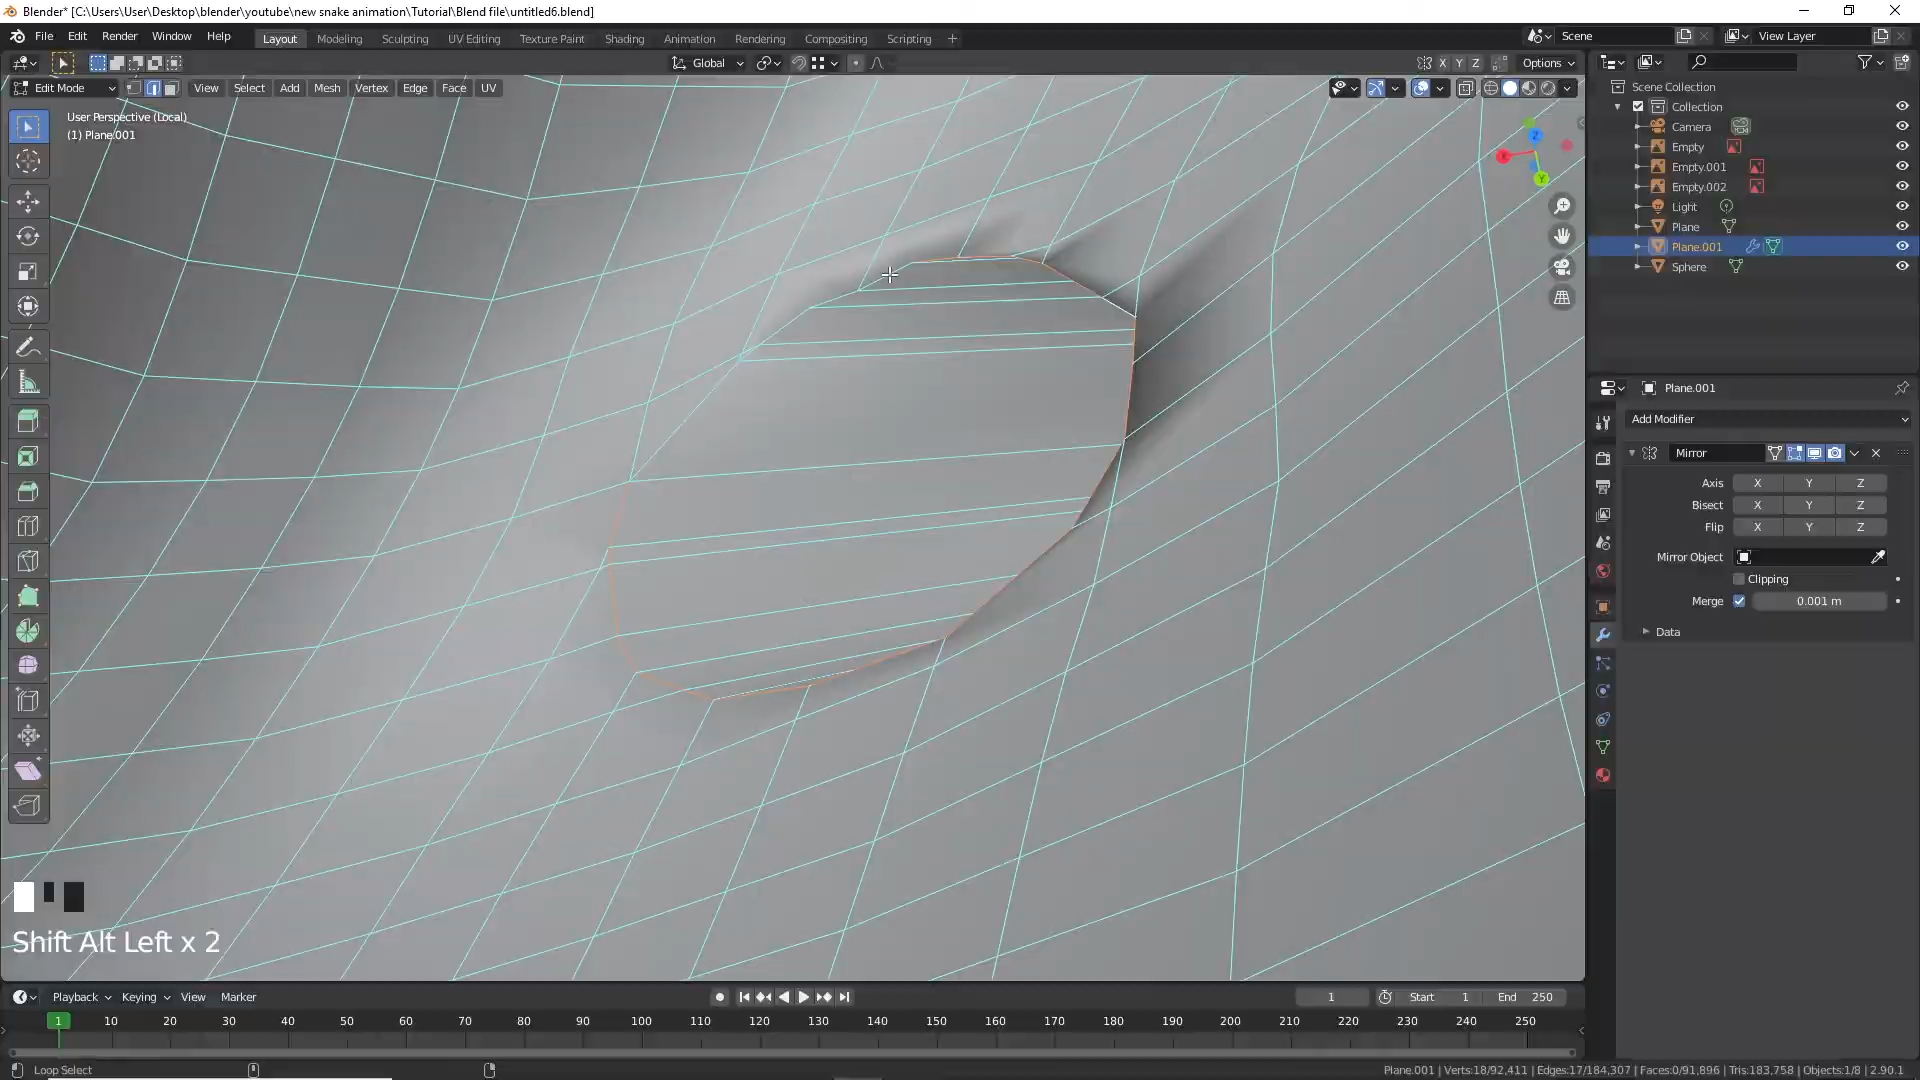 Blender* [C:\Users\User\Desktop\blender\youtube\new snake animation\Tutorial\Blend file\untitled6.blend]
File Edit Render Window Help Layout Modeling Sculpting UV Editing Texture Paint Shading Animation Rendering Compositing Scripting + Scene View Layer
Global X Y Z Options
Edit Mode View Select Add Mesh Vertex Edge Face UV
User Perspective (Local)
(1) Plane.001
Z
X
Y
Scene Collection
Collection
Camera
Empty
Empty.001
Empty.002
Light
Plane
Plane.001
Sphere
Plane.001
Add Modifier
Mirror
Axis X Y Z
Bisect X Y Z
Flip X Y Z
Mirror Object
Clipping
Merge 0.001 m
Data
Shift Alt Left x 2
Playback Keying View Marker 1 Start 1 End 250
1 10 20 30 40 50 60 70 80 90 100 110 120 130 140 150 160 170 180 190 200 210 220 230 240 250
Loop Select
Plane.001 | Verts:18/92,411 | Edges:17/184,307 | Faces:0/91,896 | Tris:183,758 | Objects:1/8 | 2.90.1